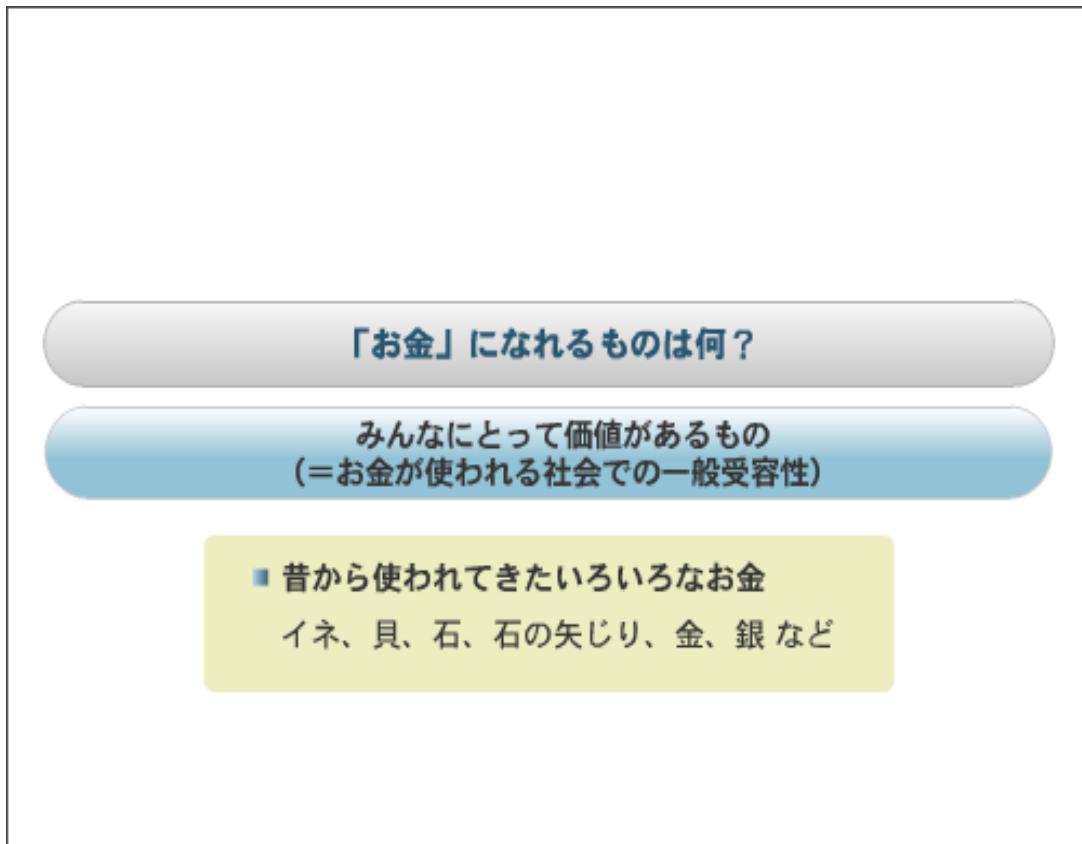 「お金」になれるものは何？
みんなにとって価値があるもの
（＝お金が使われる社会での一般受容性）
昔から使われてきたいろいろなお金
イネ、貝、石、石の矢じり、金、銀 など